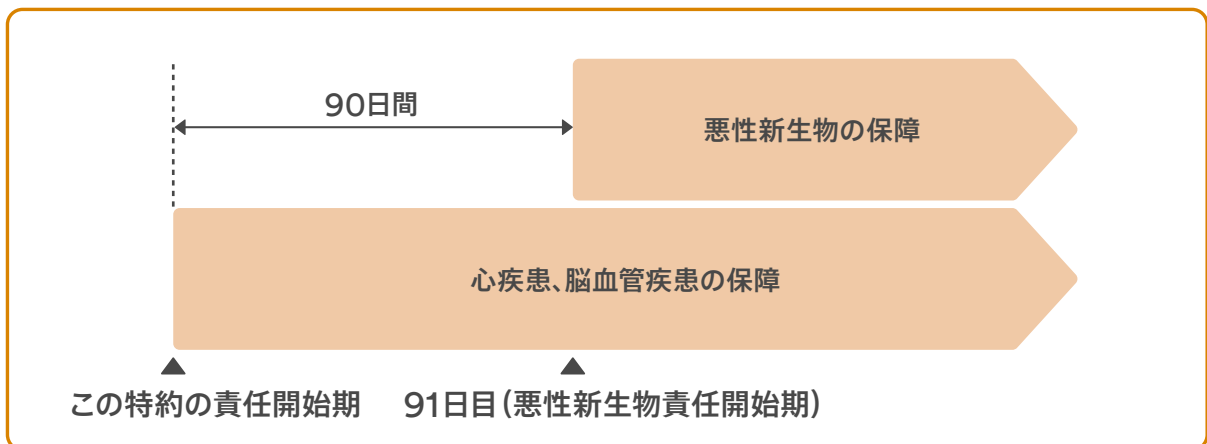 90日間
悪性新生物の保障
心疾患、脳血管疾患の保障
この特約の責任開始期
91日目(悪性新生物責任開始期)